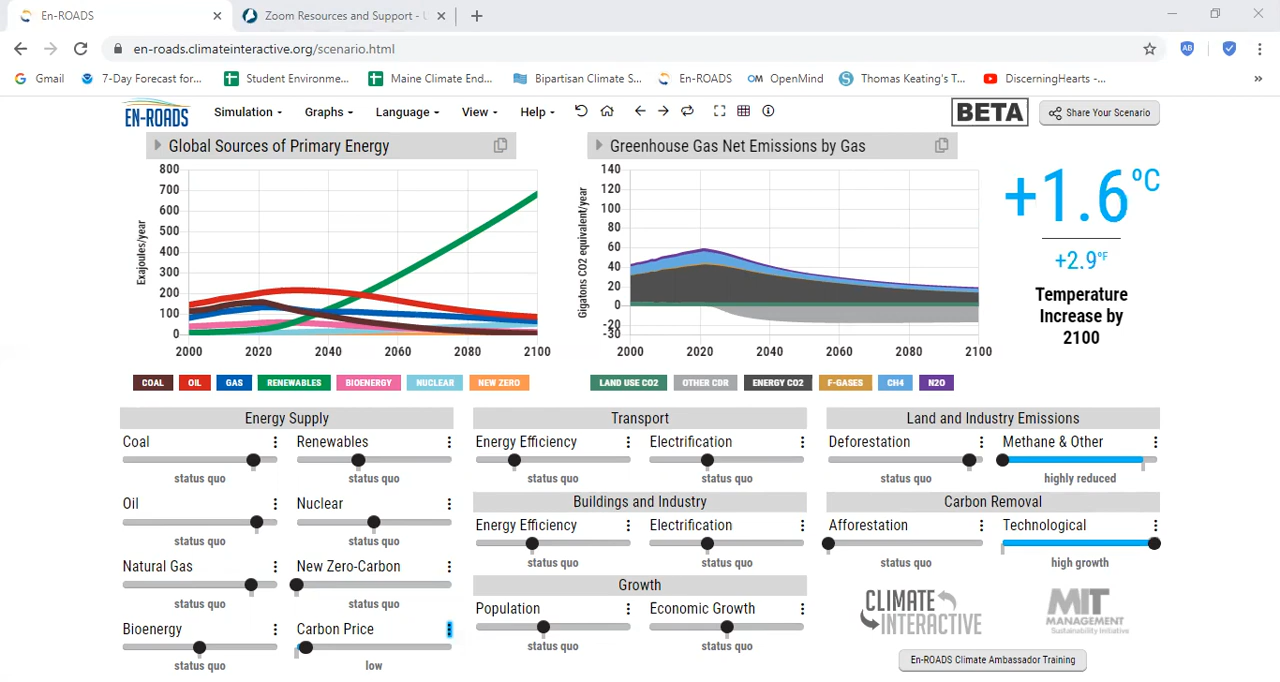 En-ROADS
Zoom Resources and Support -
en-roads.climateinteractive.org/scenario.html
Gmail 7-Day Forecast for... Student Environme... Maine Climate End... Bipartisan Climate S... En-ROADS OM OpenMind Thomas Keating's T... DiscerningHearts -... »
EN-ROADS Simulation Graphs Language View Help BETA Share Your Scenario
Global Sources of Primary Energy
800
700
600
500
400
300
200
100
0
Exajoules/year
2000 2020 2040 2060 2080 2100
COAL OIL GAS RENEWABLES BIOENERGY NUCLEAR NEW ZERO
Greenhouse Gas Net Emissions by Gas
140
120
100
80
60
40
20
0
-20
-30
Gigatons CO2 equivalent/year
2000 2020 2040 2060 2080 2100
LAND USE CO2 OTHER CDR ENERGY CO2 F-GASES CH4 N2O
+1.6°C
+2.9°F
Temperature
Increase by
2100
Energy Supply
Coal Renewables
status quo status quo
Oil Nuclear
status quo status quo
Natural Gas New Zero-Carbon
status quo status quo
Bioenergy Carbon Price
status quo low
Transport
Energy Efficiency Electrification
status quo status quo
Buildings and Industry
Energy Efficiency Electrification
status quo status quo
Growth
Population Economic Growth
status quo status quo
Land and Industry Emissions
Deforestation Methane & Other
status quo highly reduced
Carbon Removal
Afforestation Technological
status quo high growth
CLIMATE
INTERACTIVE
MIT
MANAGEMENT
Sustainability Initiative
En-ROADS Climate Ambassador Training